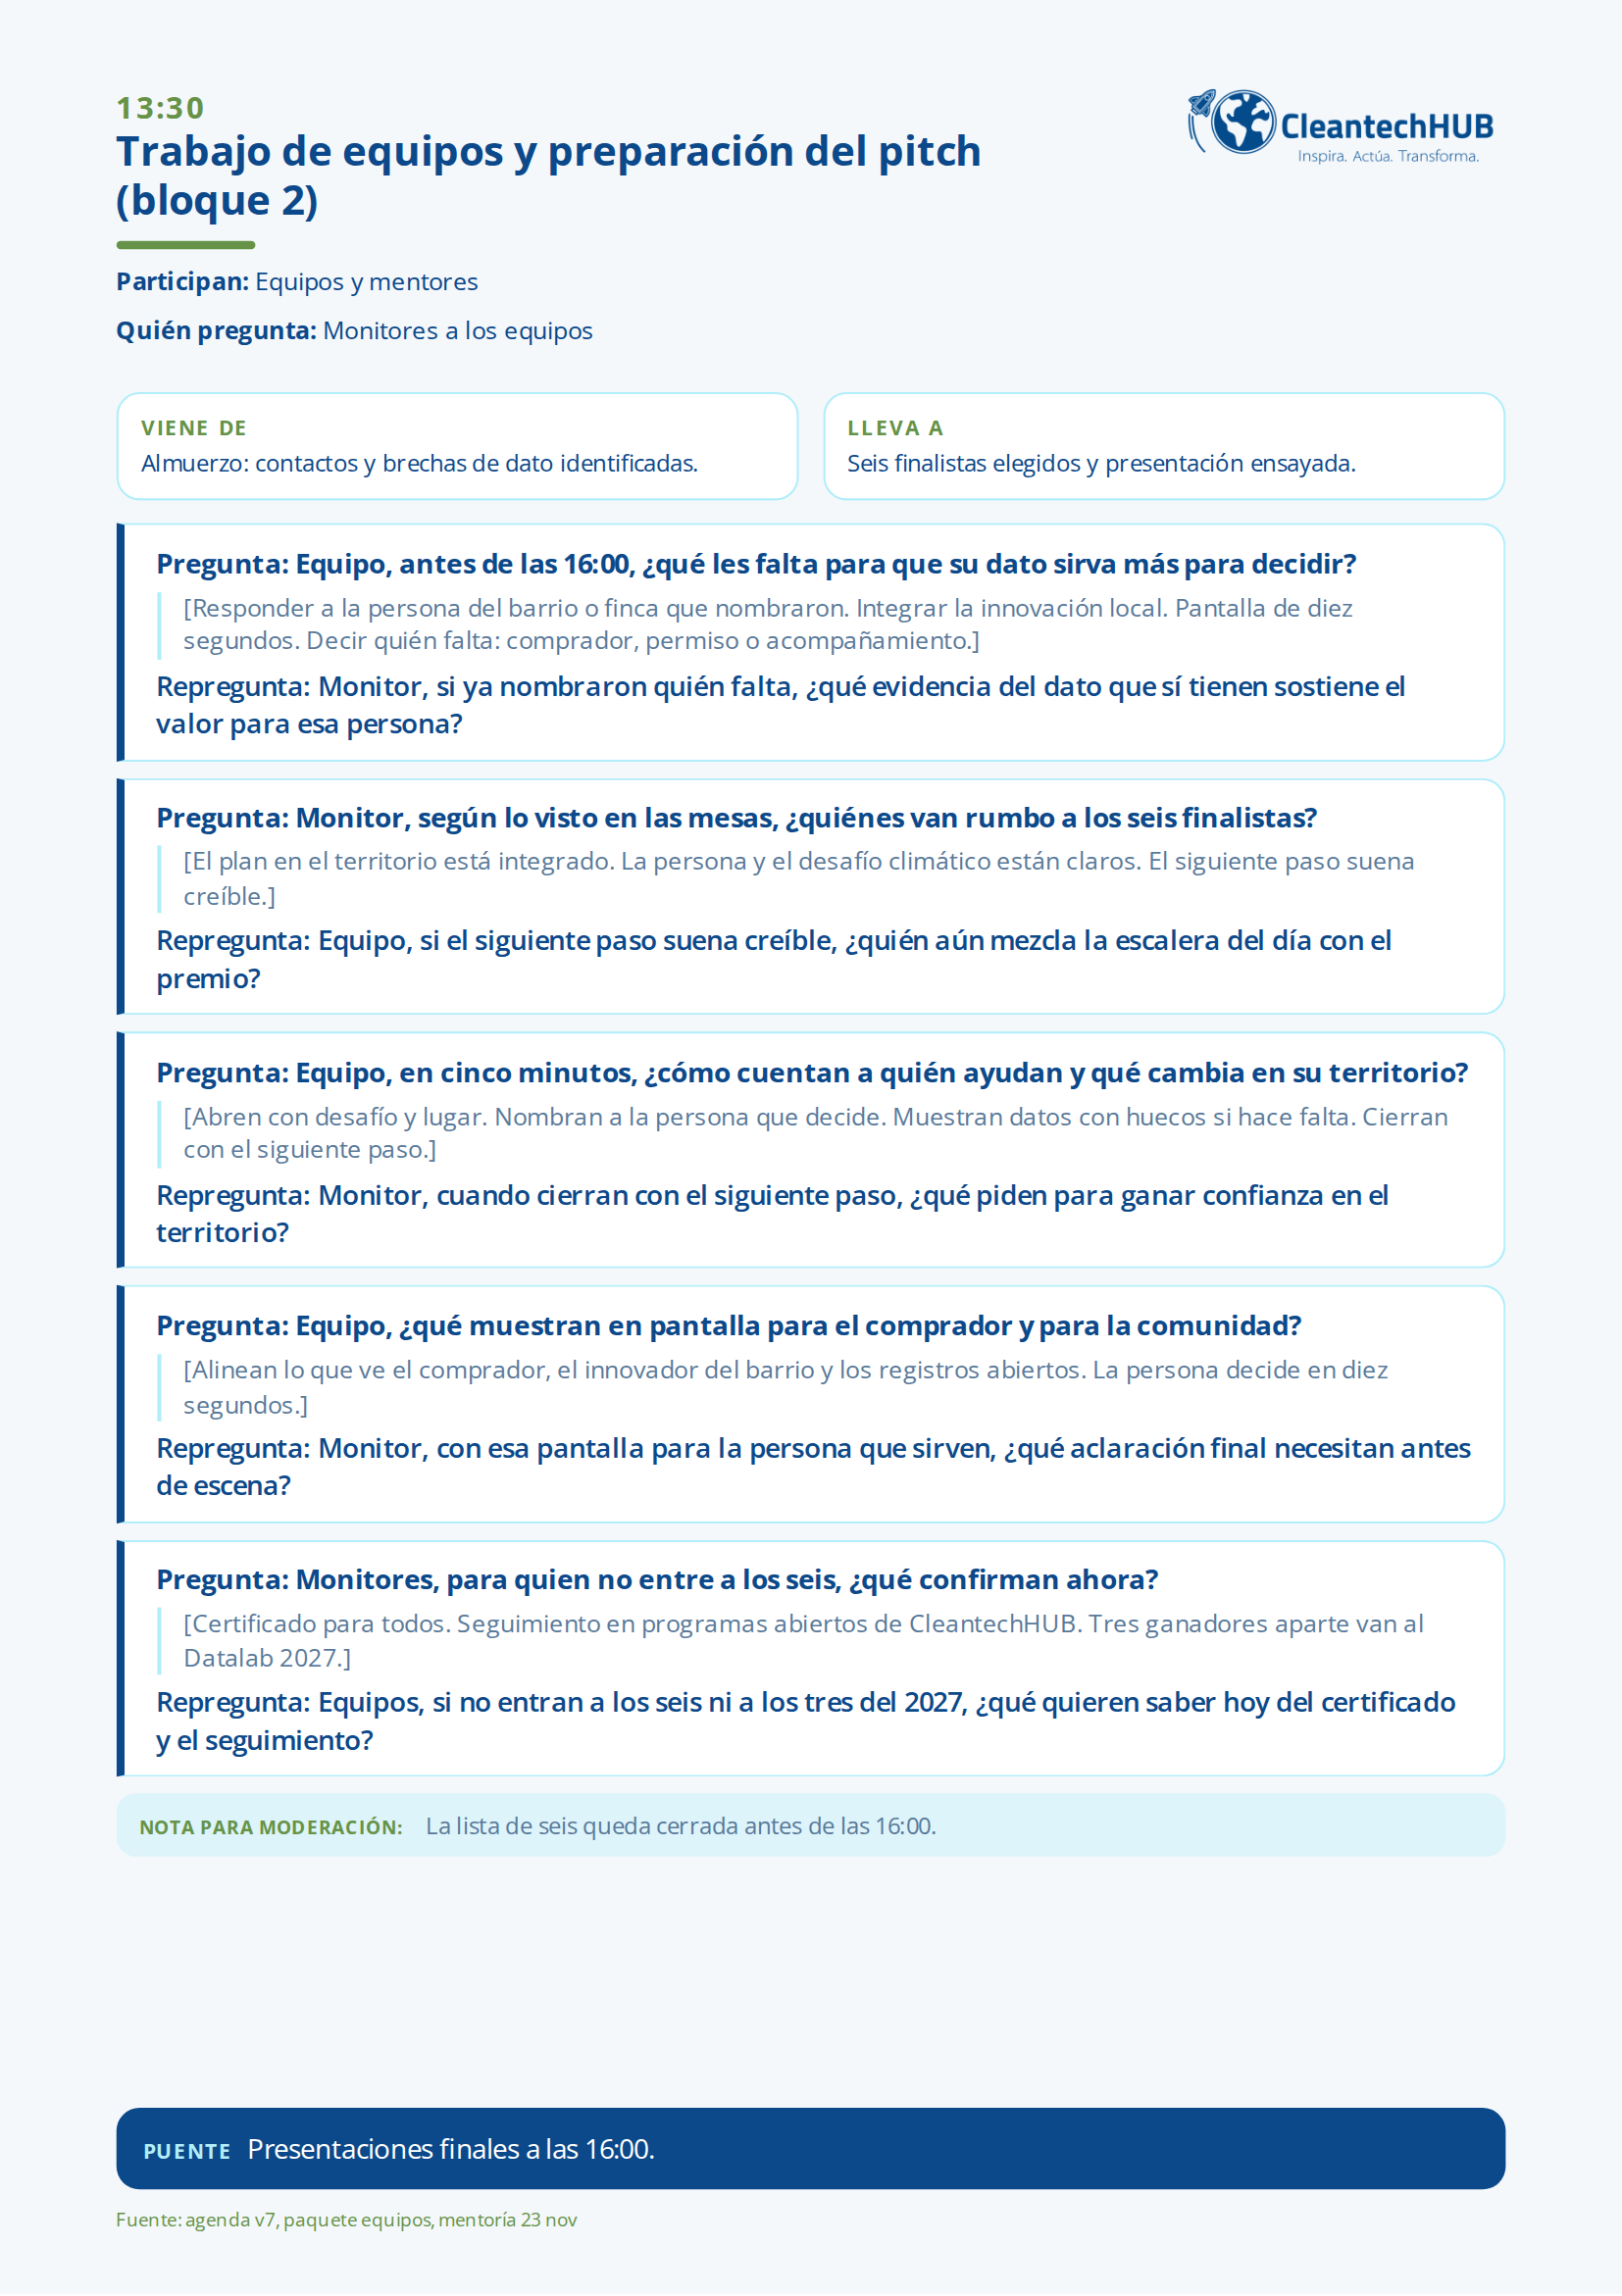 13:30
Trabajo de equipos y preparación del pitch
(bloque 2)
CleantechHUB
Inspira. Actúa. Transforma.
Participan: Equipos y mentores
Quién pregunta: Monitores a los equipos
VIENE DE
Almuerzo: contactos y brechas de dato identificadas.
LLEVA A
Seis finalistas elegidos y presentación ensayada.
Pregunta: Equipo, antes de las 16:00, ¿qué les falta para que su dato sirva más para decidir?
[Responder a la persona del barrio o finca que nombraron. Integrar la innovación local. Pantalla de diez
segundos. Decir quién falta: comprador, permiso o acompañamiento.]
Repregunta: Monitor, si ya nombraron quién falta, ¿qué evidencia del dato que sí tienen sostiene el
valor para esa persona?
Pregunta: Monitor, según lo visto en las mesas, ¿quiénes van rumbo a los seis finalistas?
[El plan en el territorio está integrado. La persona y el desafío climático están claros. El siguiente paso suena
creíble.]
Repregunta: Equipo, si el siguiente paso suena creíble, ¿quién aún mezcla la escalera del día con el
premio?
Pregunta: Equipo, en cinco minutos, ¿cómo cuentan a quién ayudan y qué cambia en su territorio?
[Abren con desafío y lugar. Nombran a la persona que decide. Muestran datos con huecos si hace falta. Cierran
con el siguiente paso.]
Repregunta: Monitor, cuando cierran con el siguiente paso, ¿qué piden para ganar confianza en el
territorio?
Pregunta: Equipo, ¿qué muestran en pantalla para el comprador y para la comunidad?
[Alinean lo que ve el comprador, el innovador del barrio y los registros abiertos. La persona decide en diez
segundos.]
Repregunta: Monitor, con esa pantalla para la persona que sirven, ¿qué aclaración final necesitan antes
de escena?
Pregunta: Monitores, para quien no entre a los seis, ¿qué confirman ahora?
[Certificado para todos. Seguimiento en programas abiertos de CleantechHUB. Tres ganadores aparte van al
Datalab 2027.]
Repregunta: Equipos, si no entran a los seis ni a los tres del 2027, ¿qué quieren saber hoy del certificado
y el seguimiento?
NOTA PARA MODERACIÓN: La lista de seis queda cerrada antes de las 16:00.
PUENTE Presentaciones finales a las 16:00.
Fuente: agenda v7, paquete equipos, mentoría 23 nov